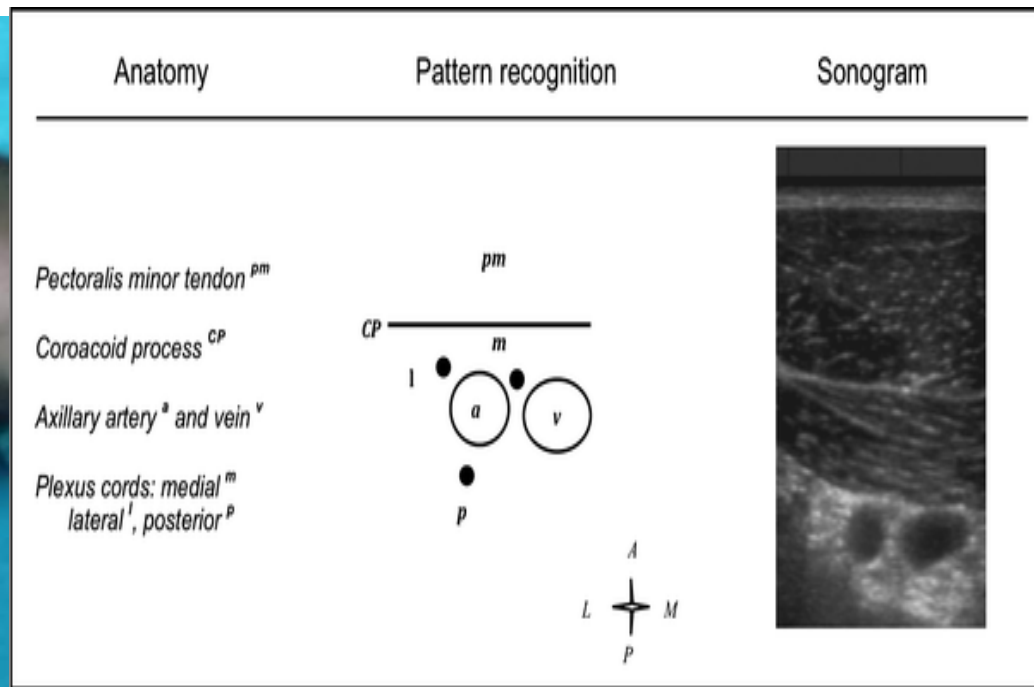 Anatomy Pattern recognition Sonogram
Pectoralis minor tendon pm
Coroacoid process CP
Axillary artery a and vein v
Plexus cords: medial m
lateral l, posterior p
pm
CP
m
l
a
v
p
A
L M
P